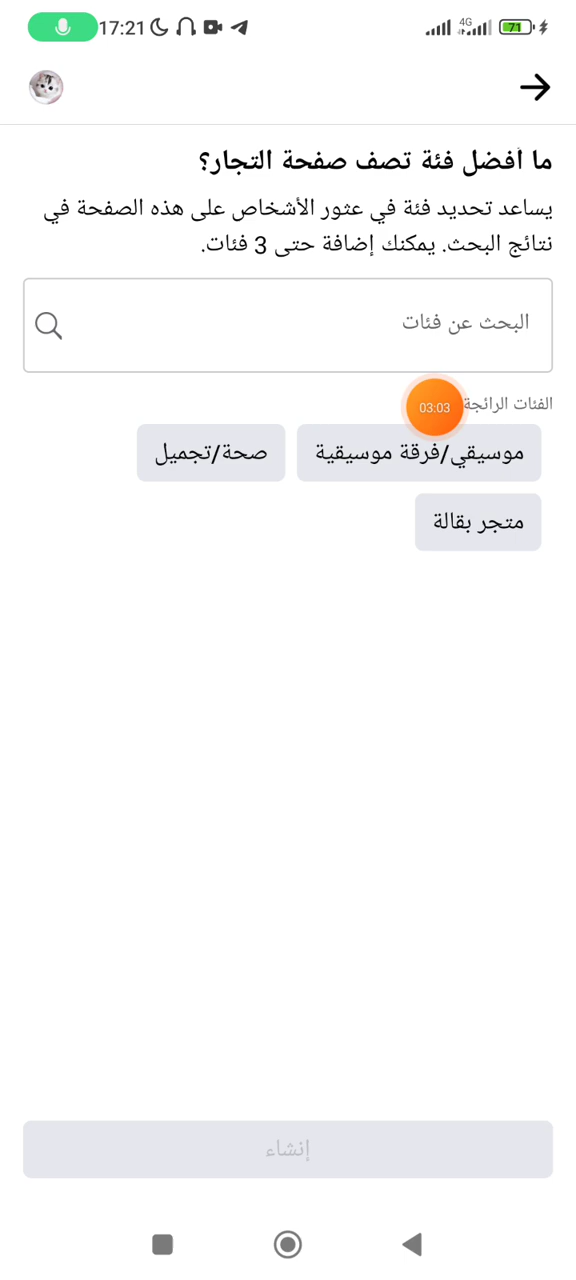 17:21
4G
71
ما أفضل فئة تصف صفحة التجار؟
يساعد تحديد فئة في عثور الأشخاص على هذه الصفحة في
نتائج البحث. يمكنك إضافة حتى 3 فئات.
البحث عن فئات
الفئات الرائجة
03:03
موسيقي/فرقة موسيقية
صحة/تجميل
متجر بقالة
إنشاء